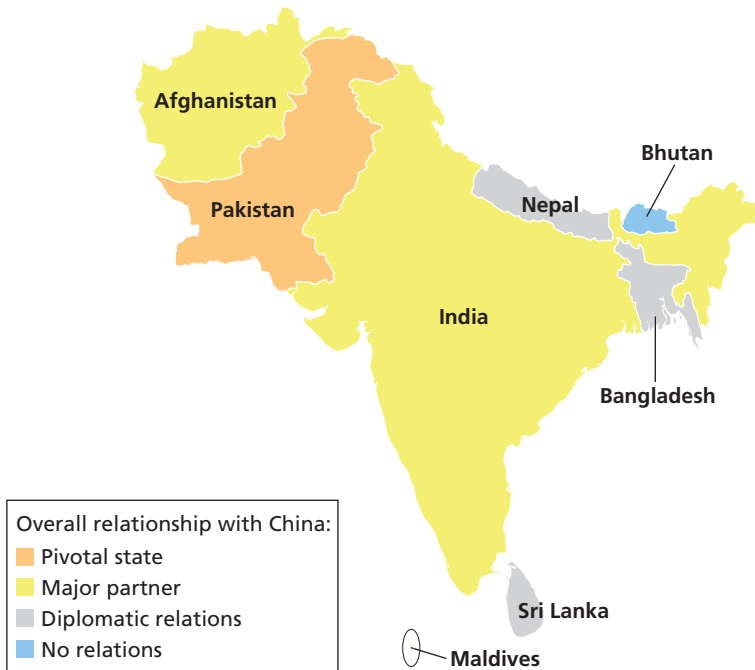 Afghanistan
Bhutan
Nepal
Pakistan
India
Bangladesh
Overall relationship with China:
Pivotal state
Major partner
Diplomatic relations
No relations
Sri Lanka
Maldives